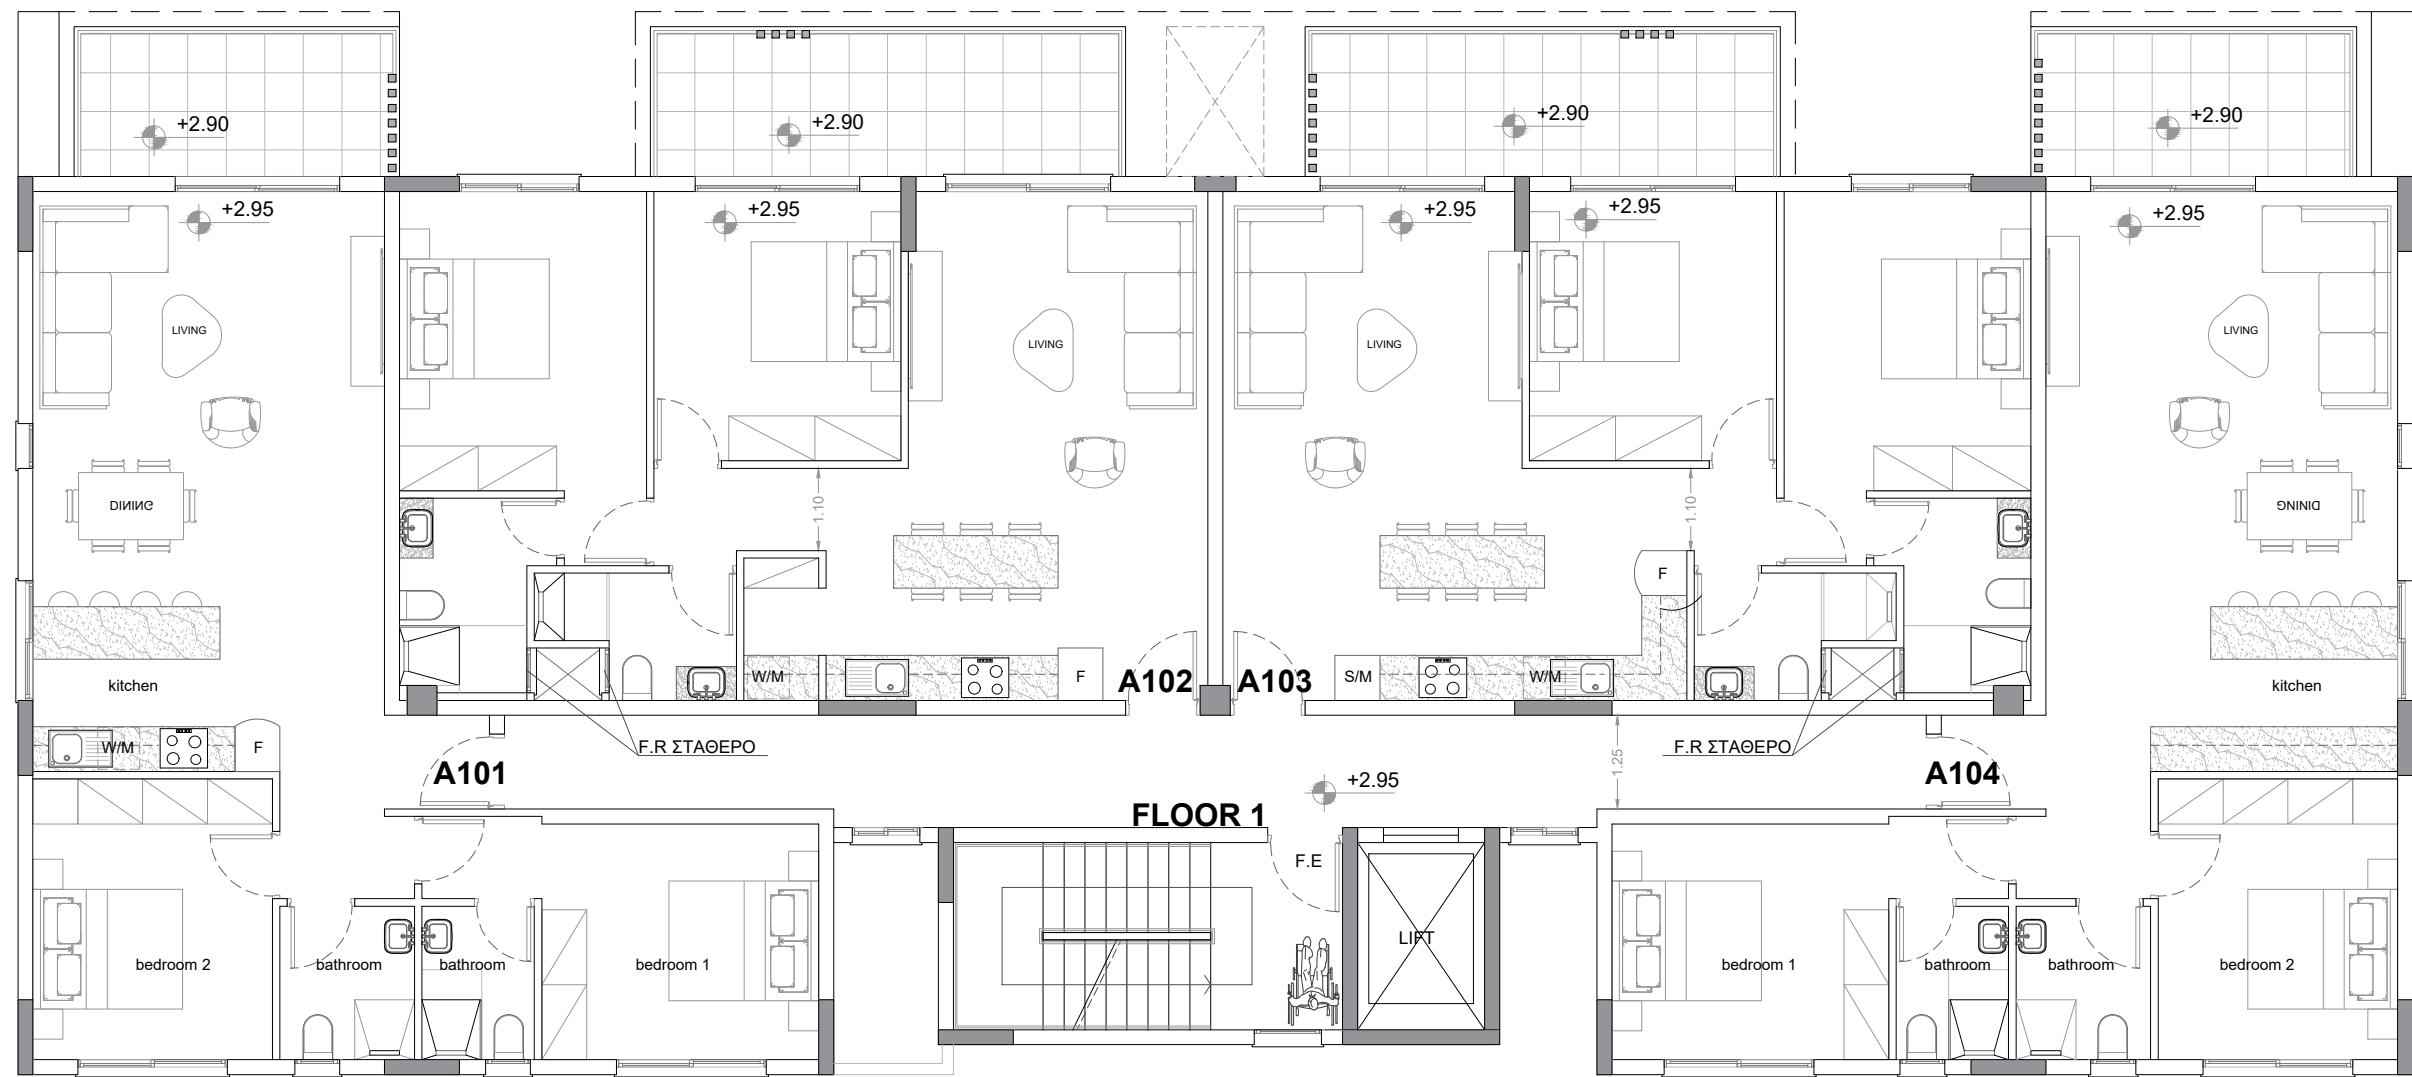 +2.90
+2.90
+2.90
+2.90
+2.95
+2.95
+2.95
+2.95
+2.95
LIVING
LIVING
LIVING
LIVING
DINING
1.10
1.10
DINING
F
kitchen
W/M
F
A102
A103
S/M
W/M
kitchen
W/M
F
F.R ΣΤΑΘΕΡΟ
F.R ΣΤΑΘΕΡΟ
1.25
A101
+2.95
A104
FLOOR 1
F.E
LIFT
bedroom 2
bathroom
bathroom
bedroom 1
bedroom 1
bathroom
bathroom
bedroom 2